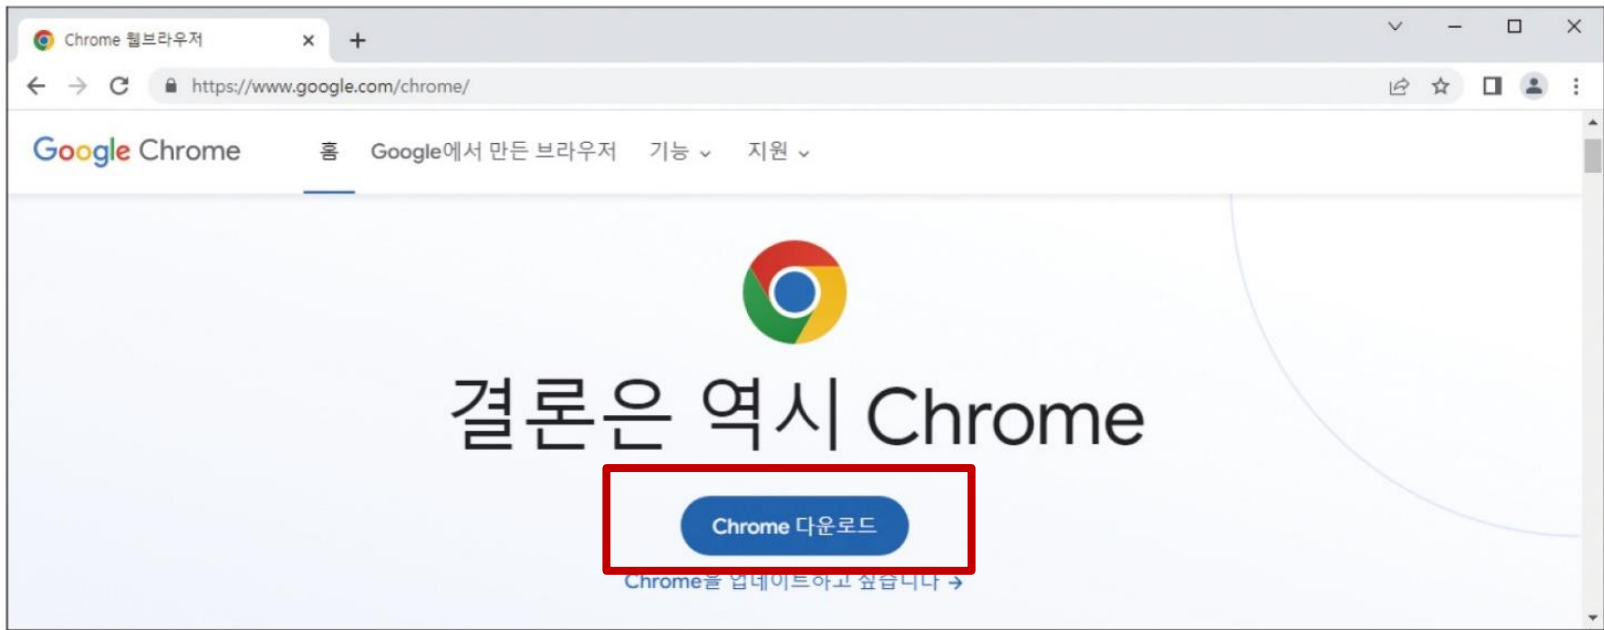 Chrome 웹브라우저
https://www.google.com/chrome/
Google Chrome 홈 Google에서 만든 브라우저 기능 지원
결론은 역시 Chrome
Chrome 다운로드
Chrome을 업데이트하고 싶습니다 →